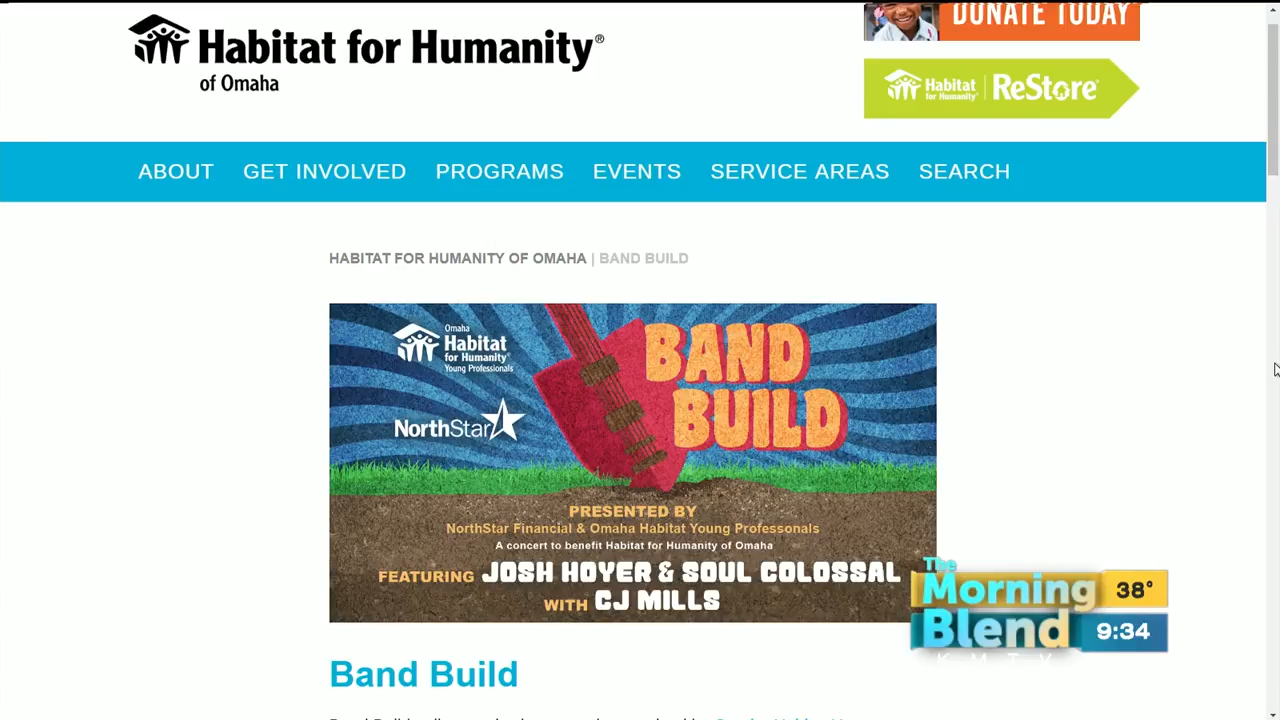 DONATE TODAY
Habitat for Humanity®
of Omaha
Habitat for Humanity® | ReStore®
ABOUT GET INVOLVED PROGRAMS EVENTS SERVICE AREAS SEARCH
HABITAT FOR HUMANITY OF OMAHA | BAND BUILD
Omaha
Habitat
for Humanity®
Young Professionals
NorthStar
BAND
BUILD
PRESENTED BY
NorthStar Financial & Omaha Habitat Young Professonals
A concert to benefit Habitat for Humanity of Omaha
FEATURING JOSH HOYER & SOUL COLOSSAL
WITH CJ MILLS
The
Morning
Blend
38°
9:34
KMTV
Band Build